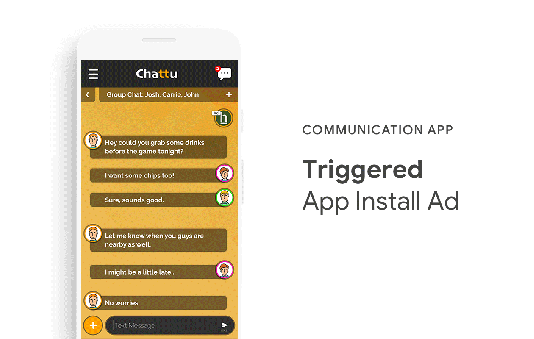 Chattu
Group Chat: Josh, Carrie, John
Hey could you grab some drinks
before the game tonight?
I want some chips too!
Sure, sounds good.
Let me know when you guys are
nearby as well.
I might be a little late.
No worries
Text Message
COMMUNICATION APP
Triggered
App Install Ad